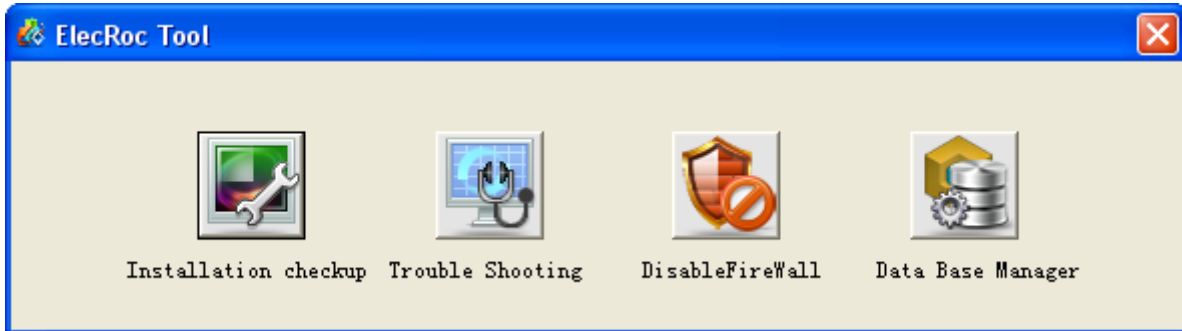 ElecRoc Tool
Installation checkup Trouble Shooting DisableFireWall Data Base Manager